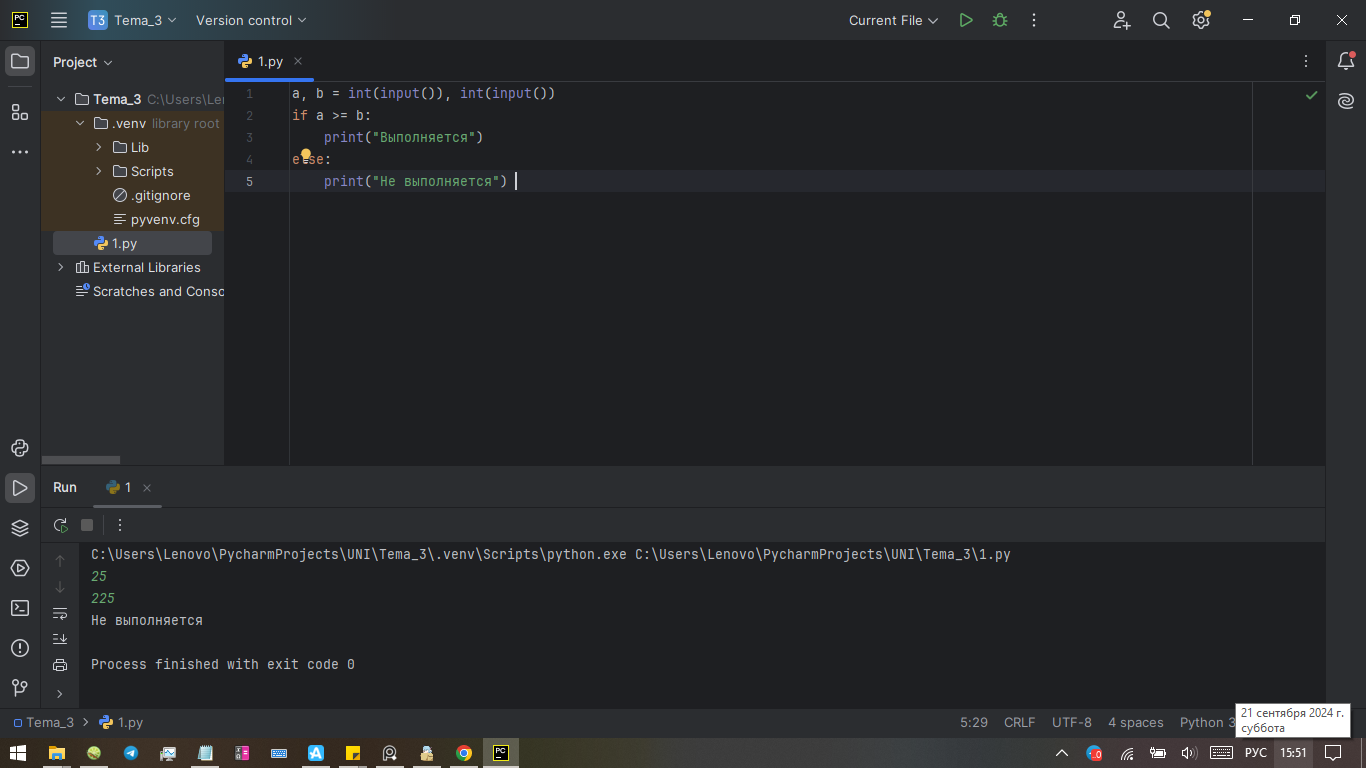 PC T3 Tema_3 Version control Current File
Project
1.py
Tema_3 C:\Users\Le
.venv library root
Lib
Scripts
.gitignore
pyvenv.cfg
1.py
External Libraries
Scratches and Consc
1 a, b = int(input()), int(input())
2 if a >= b:
3 print("Выполняется")
4 else:
5 print("Не выполняется")
Run 1
C:\Users\Lenovo\PycharmProjects\UNI\Tema_3\.venv\Scripts\python.exe C:\Users\Lenovo\PycharmProjects\UNI\Tema_3\1.py
25
225
Не выполняется
Process finished with exit code 0
Tema_3 1.py 5:29 CRLF UTF-8 4 spaces Python 3
21 сентября 2024 г.
суббота
PC РУС 15:51